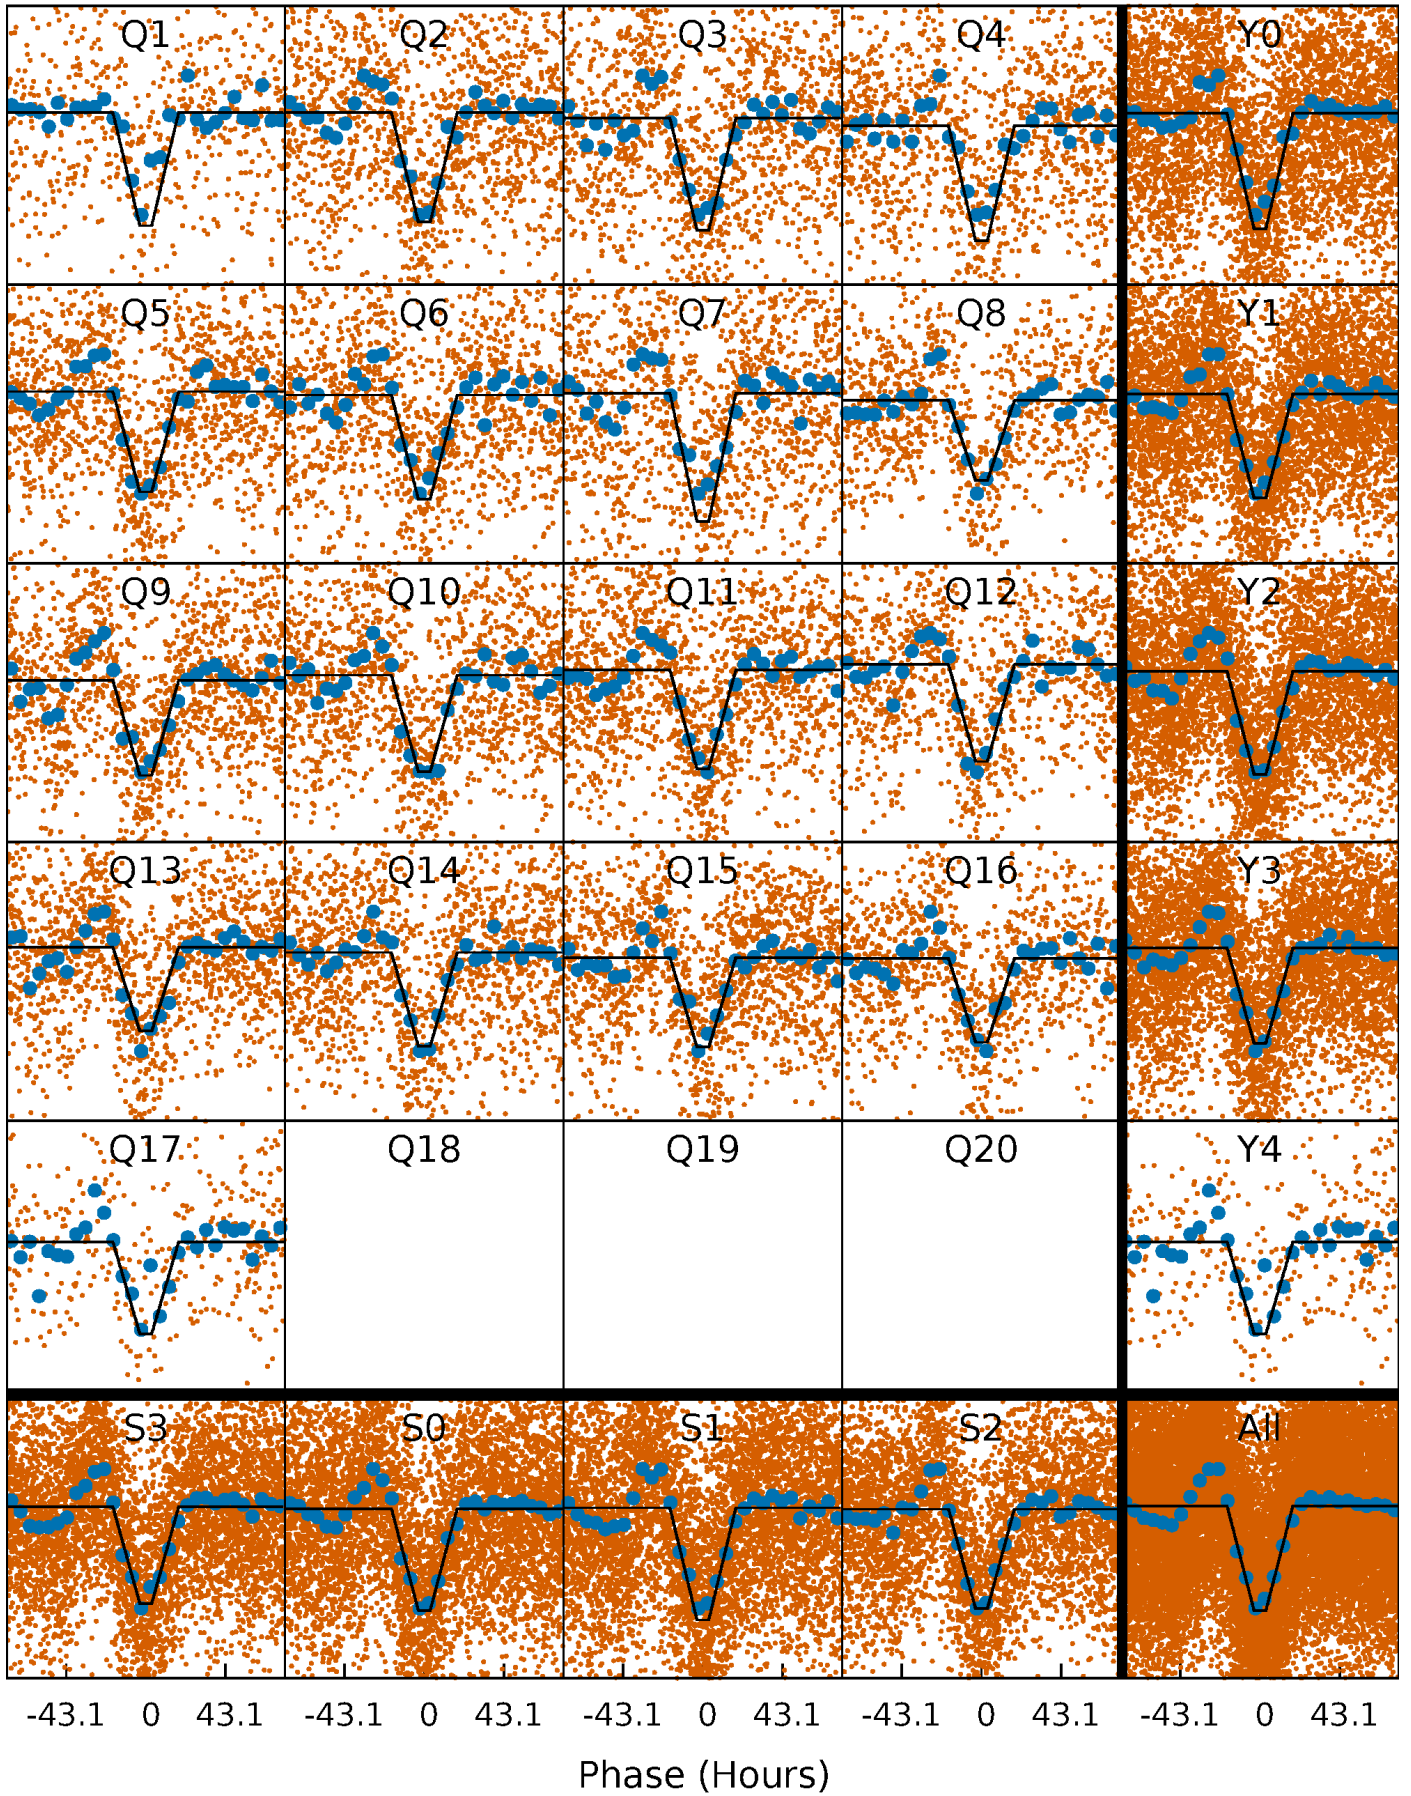 Q1 Q2 Q3 Q4 Y0
Q5 Q6 Q7 Q8 Y1
Q9 Q10 Q11 Q12 Y2
Q13 Q14 Q15 Q16 Y3
Q17 Q18 Q19 Q20 Y4
S3 S0 S1 S2 All
-43.1 0 43.1 -43.1 0 43.1 -43.1 0 43.1 -43.1 0 43.1 -43.1 0 43.1
Phase (Hours)